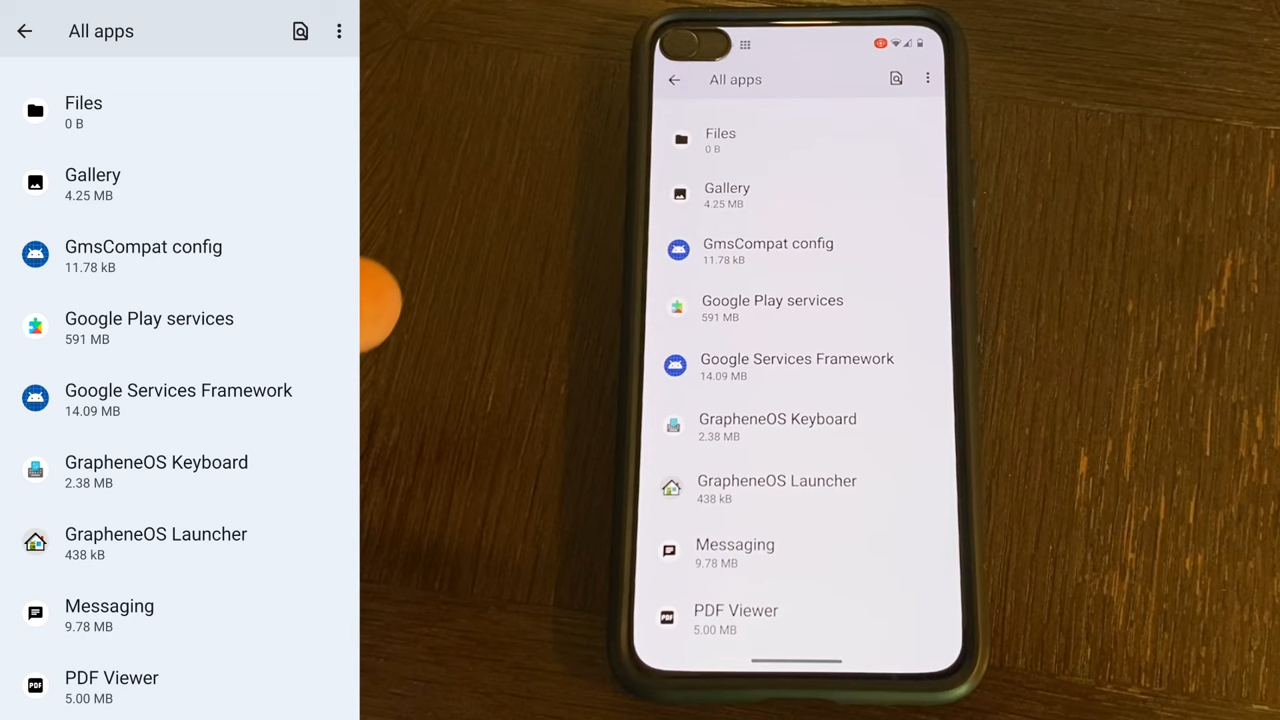 All apps
Files
0 B
Gallery
4.25 MB
GmsCompat config
11.78 kB
Google Play services
591 MB
Google Services Framework
14.09 MB
GrapheneOS Keyboard
2.38 MB
GrapheneOS Launcher
438 kB
Messaging
9.78 MB
PDF
PDF Viewer
5.00 MB
All apps
Files
0 B
Gallery
4.25 MB
GmsCompat config
11.78 kB
Google Play services
591 MB
Google Services Framework
14.09 MB
GrapheneOS Keyboard
2.38 MB
GrapheneOS Launcher
438 kB
Messaging
9.78 MB
PDF
PDF Viewer
5.00 MB